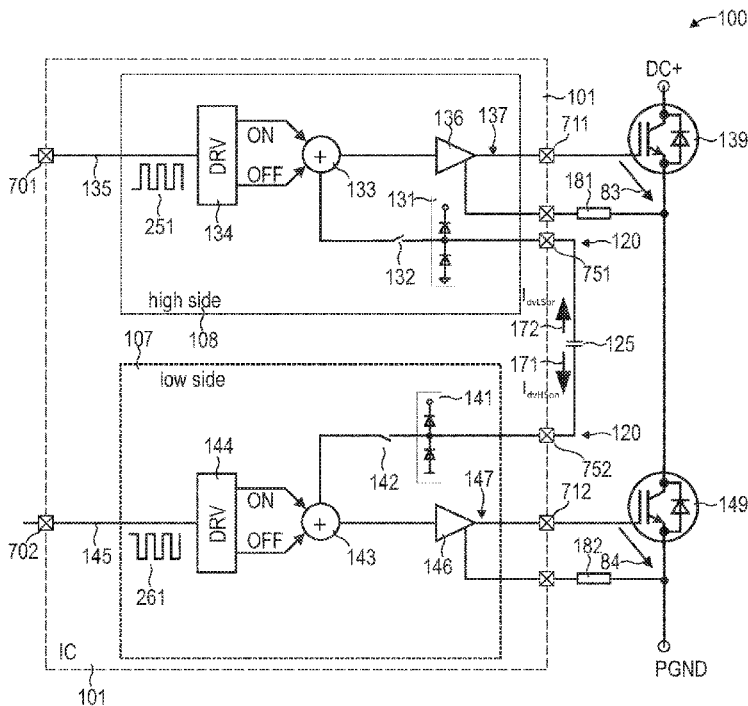 100
DC+
101
711
139
137
136
ON
OFF
DRV
133
134
701
135
251
131
132
181
83
120
751
high side
108
I_dvLSon
172
125
171
I_dvHSon
107
low side
141
142
120
752
144
ON
OFF
DRV
143
147
146
712
149
702
145
261
182
84
IC
101
PGND